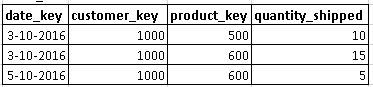 date_key customer_key product_key quantity_shipped
3-10-2016 1000 500 10
3-10-2016 1000 600 15
5-10-2016 1000 600 5